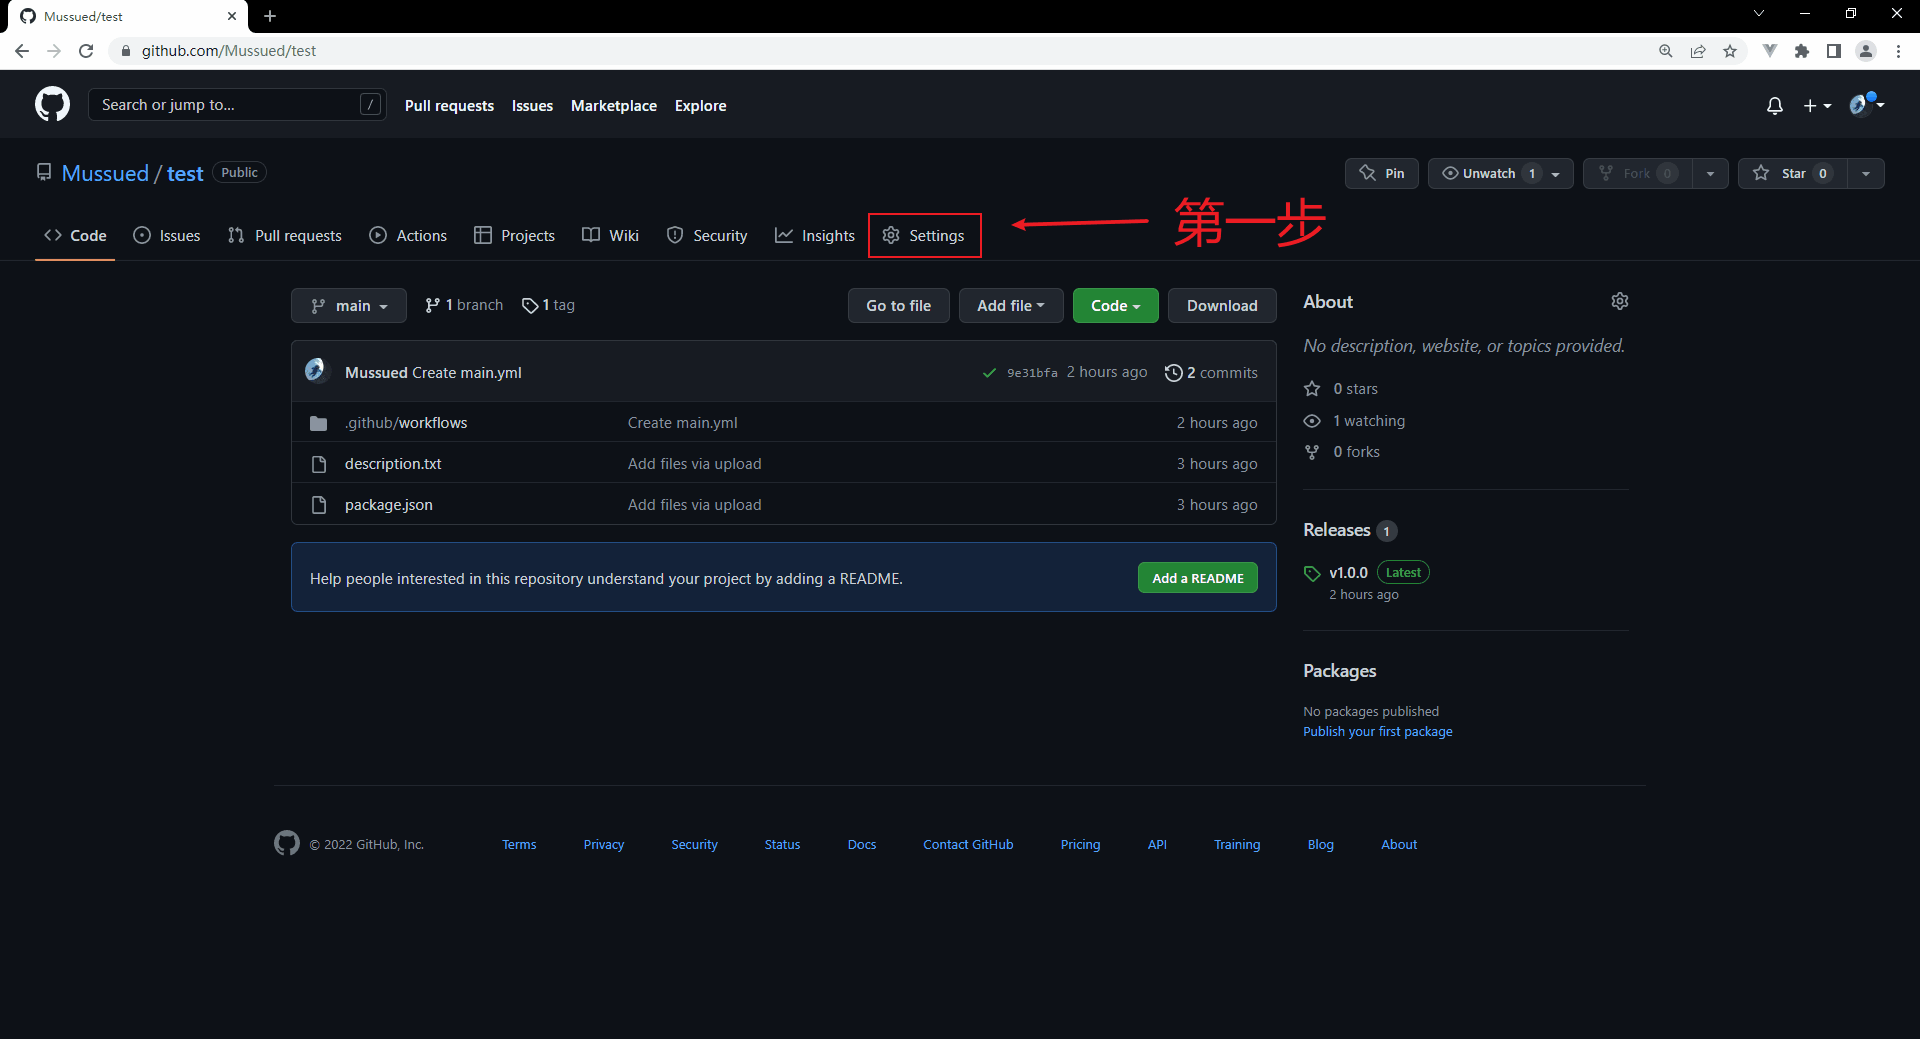 Mussued/test
github.com/Mussued/test
Search or jump to... /
Pull requests Issues Marketplace Explore
Mussued / test Public
Pin Unwatch 1 Fork 0 Star 0
Code Issues Pull requests Actions Projects Wiki Security Insights Settings
第一步
main 1 branch 1 tag Go to file Add file Code Download
Mussued Create main.yml 9e31bfa 2 hours ago 2 commits
.github/workflows Create main.yml 2 hours ago
description.txt Add files via upload 3 hours ago
package.json Add files via upload 3 hours ago
Help people interested in this repository understand your project by adding a README. Add a README
About
No description, website, or topics provided.
0 stars
1 watching
0 forks
Releases 1
v1.0.0 Latest
2 hours ago
Packages
No packages published
Publish your first package
© 2022 GitHub, Inc. Terms Privacy Security Status Docs Contact GitHub Pricing API Training Blog About